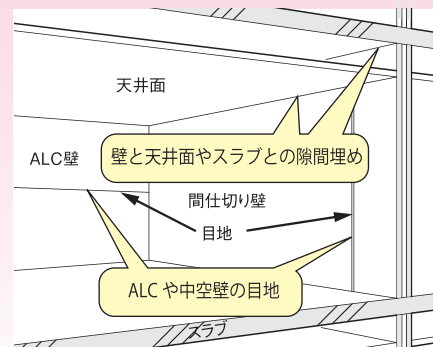 天井面
ALC壁
壁と天井面やスラブとの隙間埋め
間仕切り壁
目地
ALCや中空壁の目地
スラブ